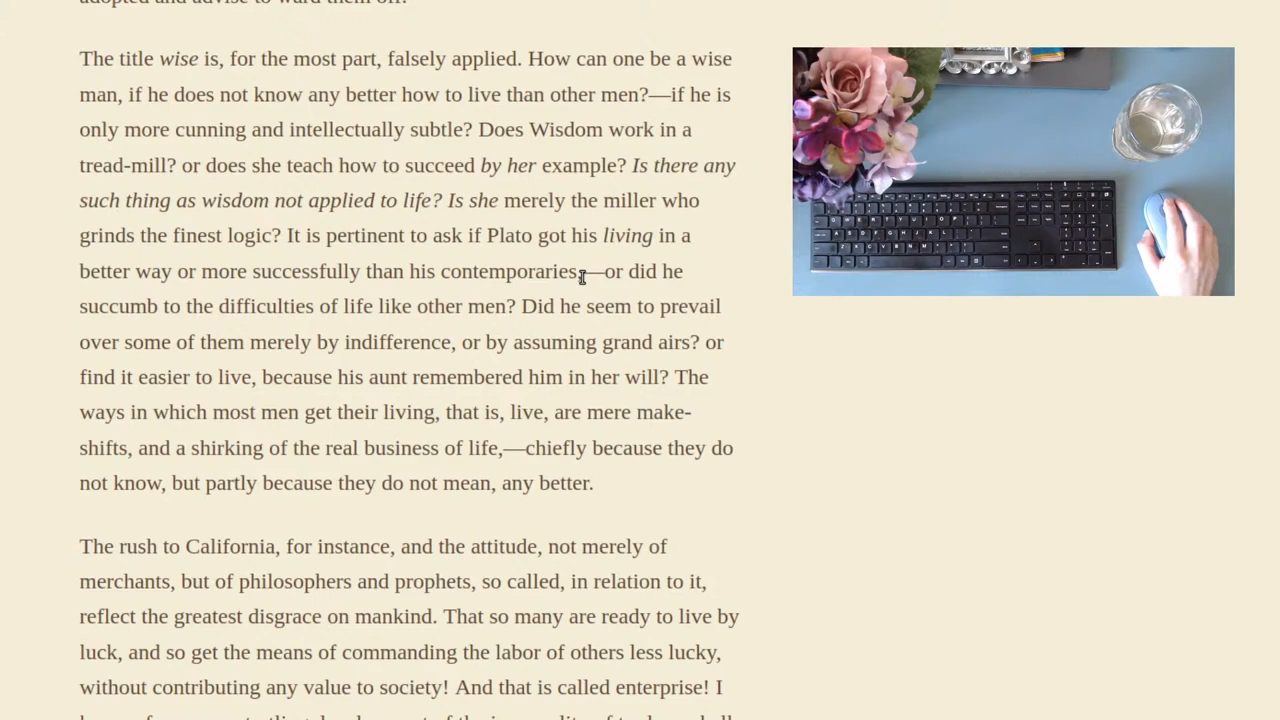 adopted and advise to ward them off.
The title wise is, for the most part, falsely applied. How can one be a wise
man, if he does not know any better how to live than other men?—if he is
only more cunning and intellectually subtle? Does Wisdom work in a
tread-mill? or does she teach how to succeed by her example? Is there any
such thing as wisdom not applied to life? Is she merely the miller who
grinds the finest logic? It is pertinent to ask if Plato got his living in a
better way or more successfully than his contemporaries,—or did he
succumb to the difficulties of life like other men? Did he seem to prevail
over some of them merely by indifference, or by assuming grand airs? or
find it easier to live, because his aunt remembered him in her will? The
ways in which most men get their living, that is, live, are mere make-
shifts, and a shirking of the real business of life,—chiefly because they do
not know, but partly because they do not mean, any better.
The rush to California, for instance, and the attitude, not merely of
merchants, but of philosophers and prophets, so called, in relation to it,
reflect the greatest disgrace on mankind. That so many are ready to live by
luck, and so get the means of commanding the labor of others less lucky,
without contributing any value to society! And that is called enterprise! I